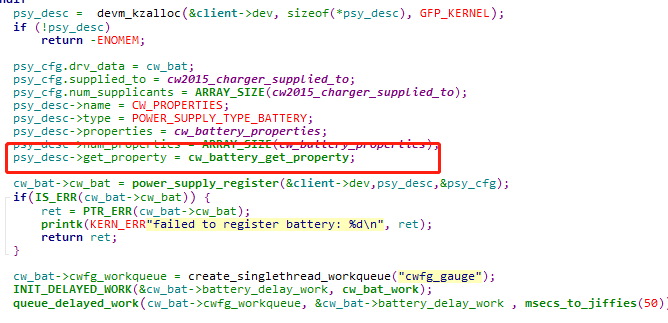 psy_desc = devm_kzalloc(&client->dev, sizeof(*psy_desc), GFP_KERNEL);
if (!psy_desc)
return -ENOMEM;
psy_cfg.drv_data = cw_bat;
psy_cfg.supplied_to = cw2015_charger_supplied_to;
psy_cfg.num_supplicants = ARRAY_SIZE(cw2015_charger_supplied_to);
psy_desc->name = CW_PROPERTIES;
psy_desc->type = POWER_SUPPLY_TYPE_BATTERY;
psy_desc->properties = cw_battery_properties;
psy_desc->num_properties = ARRAY_SIZE(cw_battery_properties);
psy_desc->get_property = cw_battery_get_property;
cw_bat->cw_bat = power_supply_register(&client->dev,psy_desc,&psy_cfg);
if(IS_ERR(cw_bat->cw_bat)) {
ret = PTR_ERR(cw_bat->cw_bat);
printk(KERN_ERR"failed to register battery: %d\n", ret);
return ret;
}
cw_bat->cwfg_workqueue = create_singlethread_workqueue("cwfg_gauge");
INIT_DELAYED_WORK(&cw_bat->battery_delay_work, cw_bat_work);
queue_delayed_work(cw_bat->cwfg_workqueue, &cw_bat->battery_delay_work , msecs_to_jiffies(50))